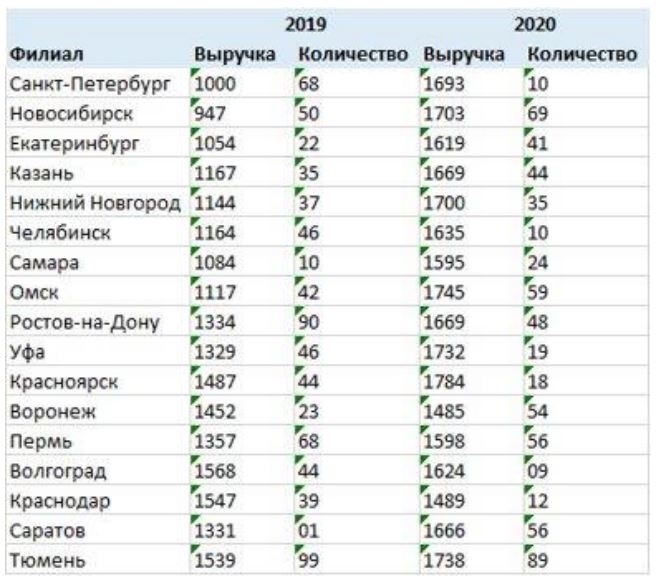 2019 2020
Филиал Выручка Количество Выручка Количество
Санкт-Петербург 1000 68 1693 10
Новосибирск 947 50 1703 69
Екатеринбург 1054 22 1619 41
Казань 1167 35 1669 44
Нижний Новгород 1144 37 1700 35
Челябинск 1164 46 1635 10
Самара 1084 10 1595 24
Омск 1117 42 1745 59
Ростов-на-Дону 1334 90 1669 48
Уфа 1329 46 1732 19
Красноярск 1487 44 1784 18
Воронеж 1452 23 1485 54
Пермь 1357 68 1598 56
Волгоград 1568 44 1624 09
Краснодар 1547 39 1489 12
Саратов 1331 01 1666 56
Тюмень 1539 99 1738 89